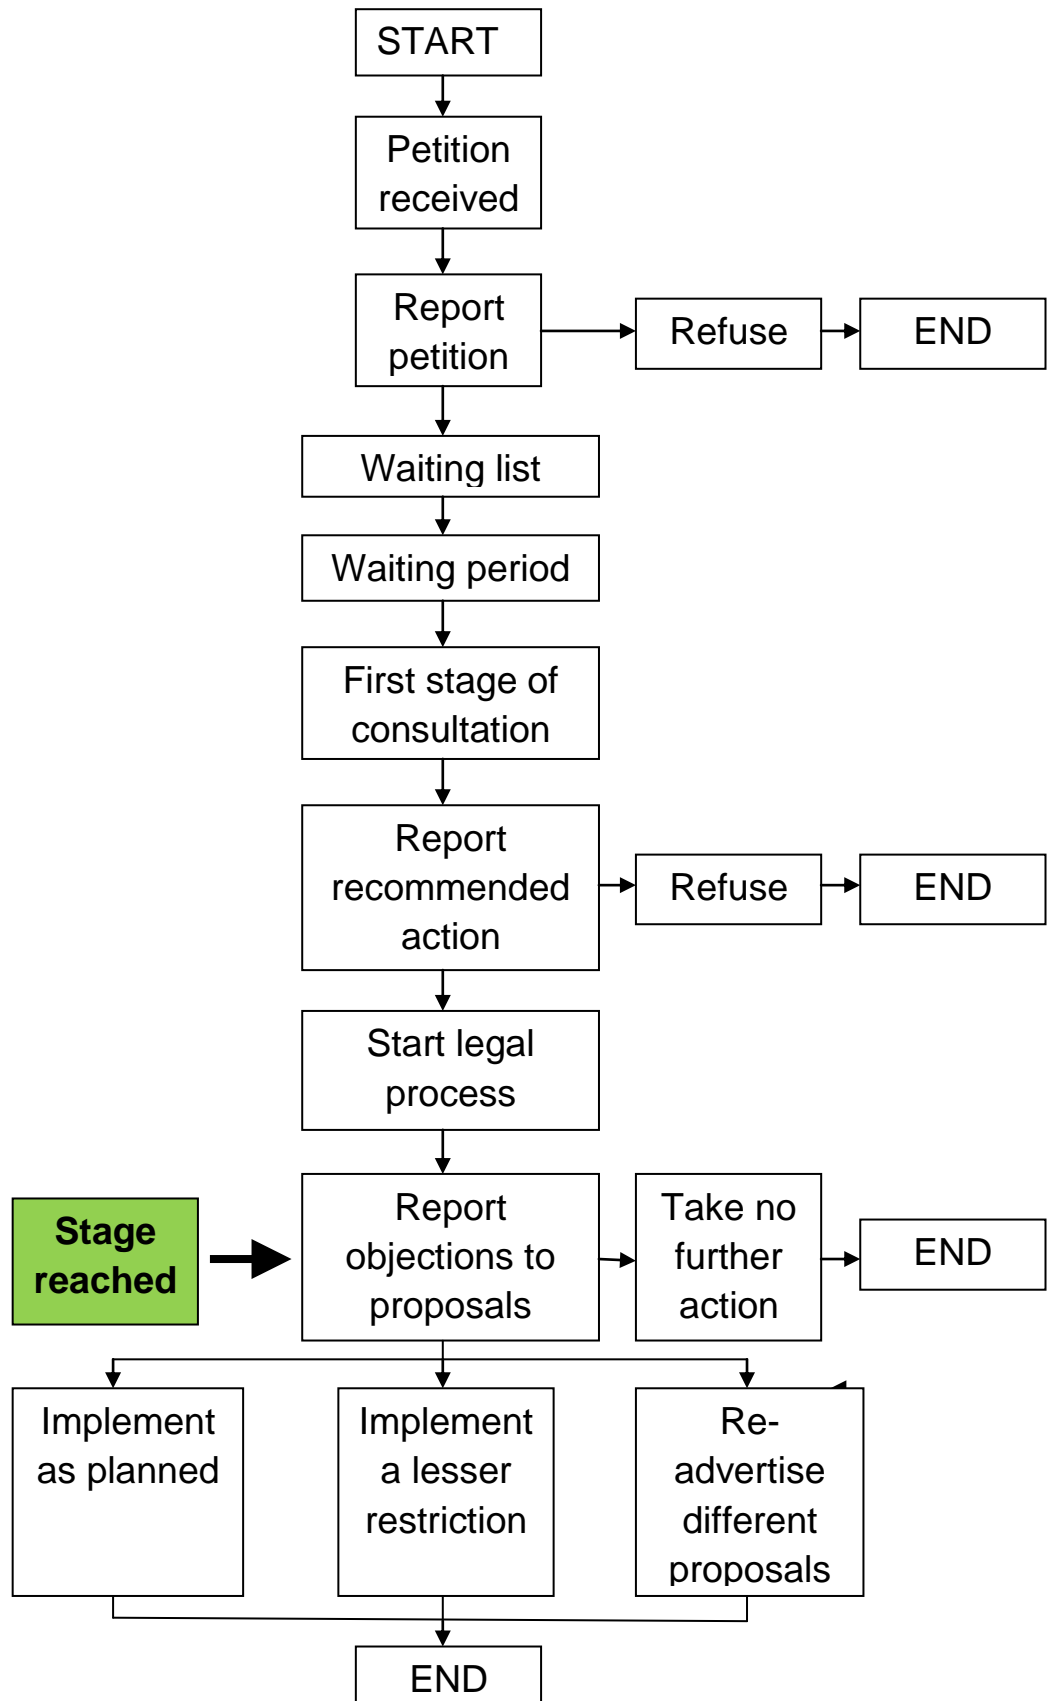 START
Petition
received
Report
petition
Refuse
END
Waiting list
Waiting period
First stage of
consultation
Report
recommended
action
Refuse
END
Start legal
process
Stage
reached
Report
objections to
proposals
Take no
further
action
END
Implement
as planned
Implement
a lesser
restriction
Re-
advertise
different
proposals
END